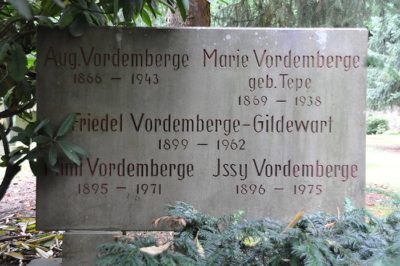 Aug. Vordemberge Marie Vordemberge
1866 – 1943 geb. Tepe
1869 – 1938
Friedel Vordemberge-Gildewart
1899 – 1962
Vordemberge Jssy Vordemberge
1895 – 1971 1896 – 1975